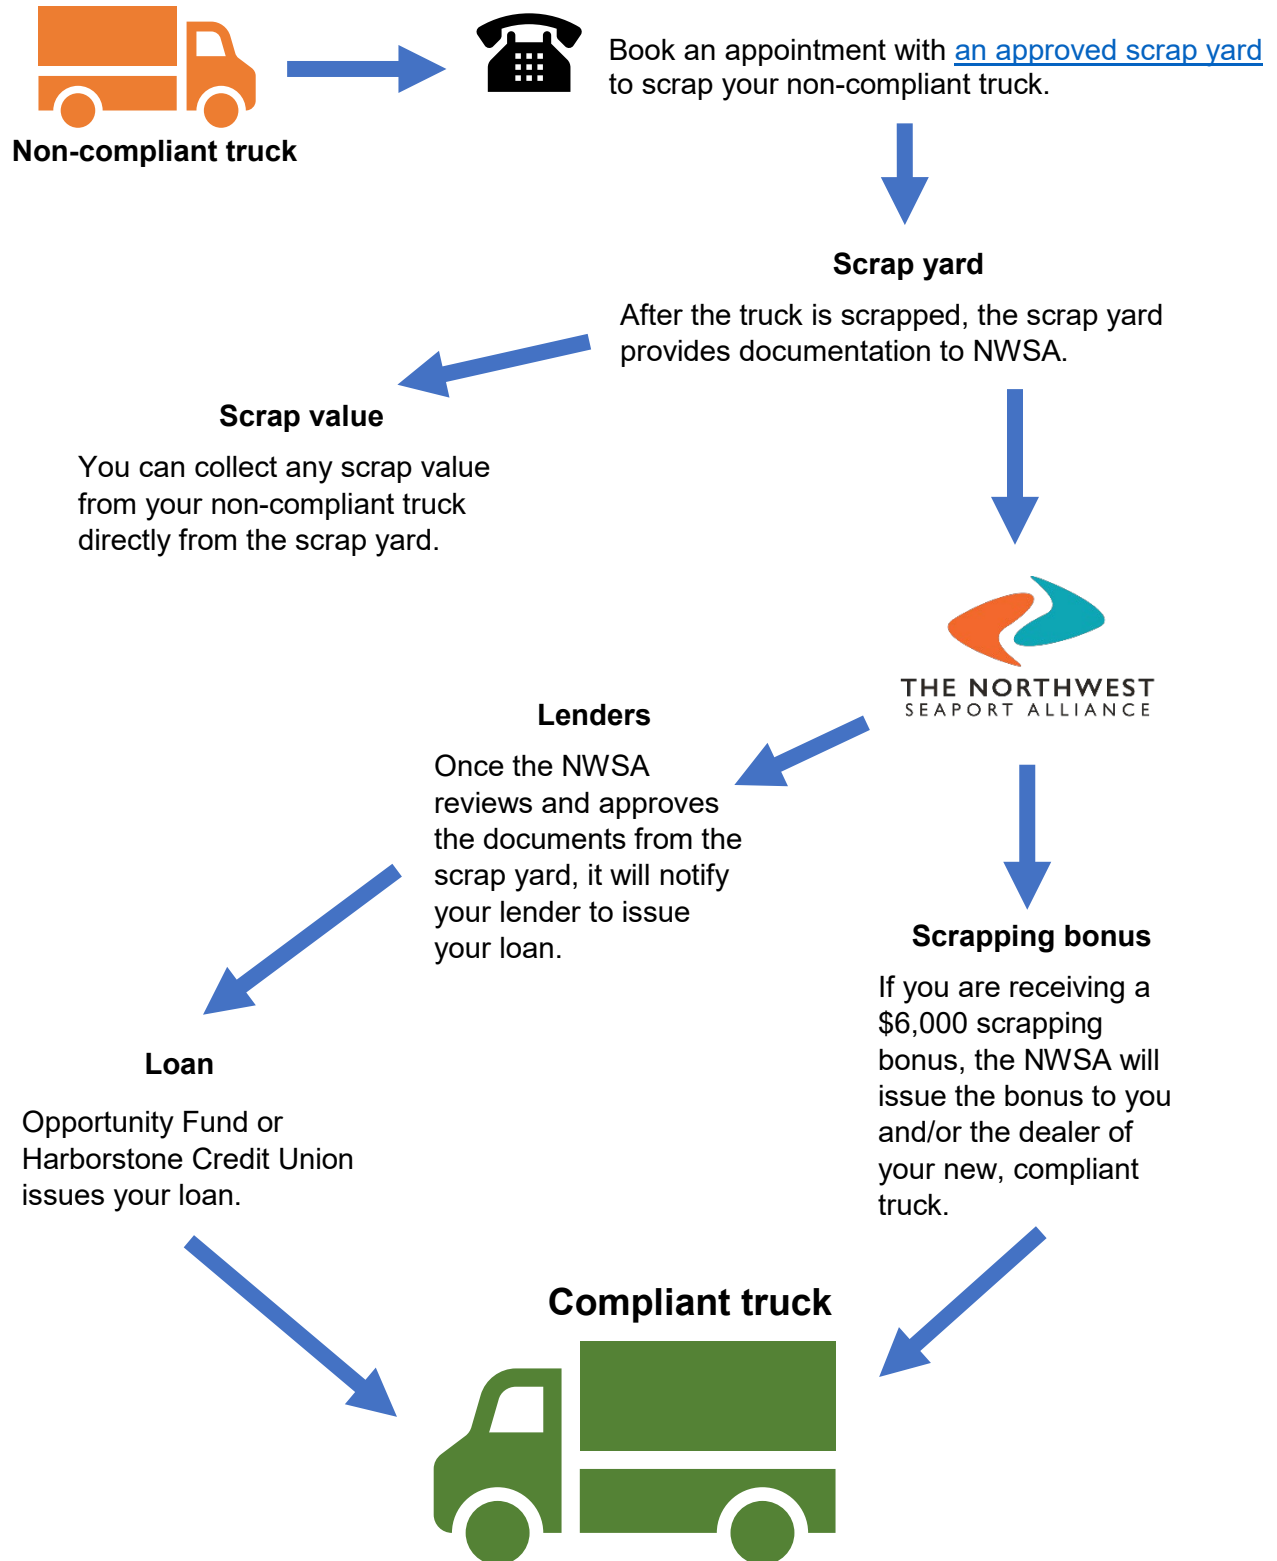 Book an appointment with an approved scrap yard
to scrap your non-compliant truck.
Non-compliant truck
Scrap yard
After the truck is scrapped, the scrap yard
provides documentation to NWSA.
Scrap value
You can collect any scrap value
from your non-compliant truck
directly from the scrap yard.
THE NORTHWEST
SEAPORT ALLIANCE
Lenders
Once the NWSA
reviews and approves
the documents from the
scrap yard, it will notify
your lender to issue
your loan.
Scrapping bonus
If you are receiving a
$6,000 scrapping
bonus, the NWSA will
issue the bonus to you
and/or the dealer of
your new, compliant
truck.
Loan
Opportunity Fund or
Harborstone Credit Union
issues your loan.
Compliant truck